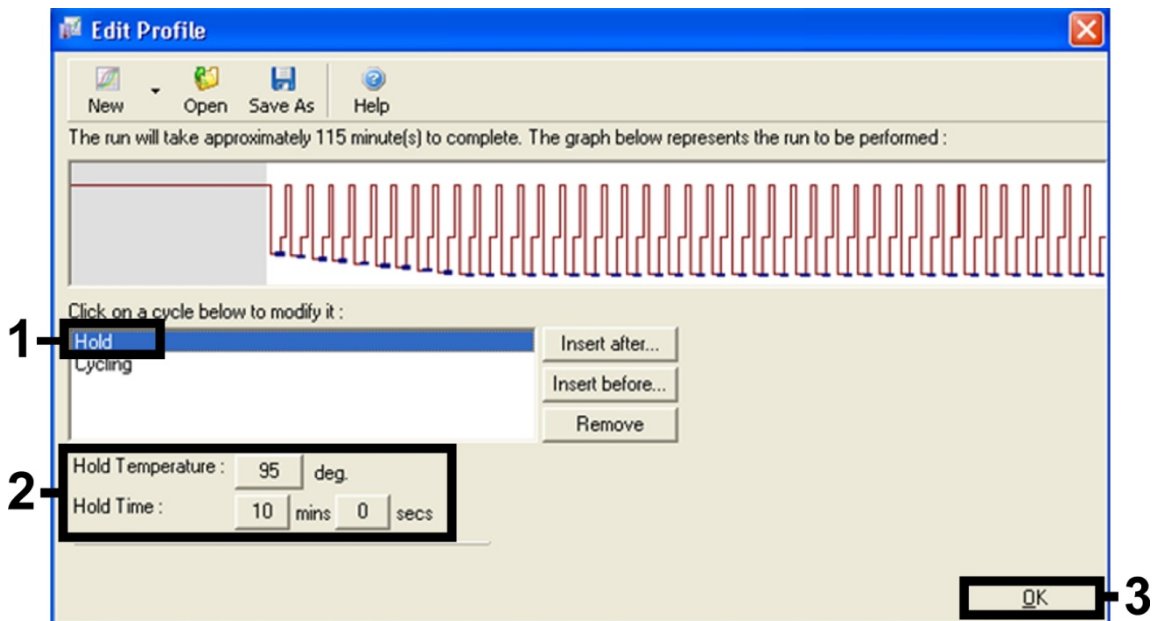 Edit Profile
New Open Save As Help
The run will take approximately 115 minute(s) to complete. The graph below represents the run to be performed :
Click on a cycle below to modify it :
1
Hold
Cycling
Insert after...
Insert before...
Remove
2
Hold Temperature : 95 deg.
Hold Time : 10 mins 0 secs
OK
3